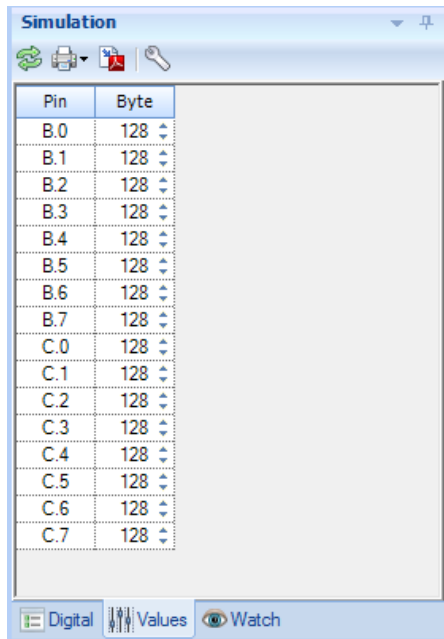 Simulation
Pin Byte
B.0 128
B.1 128
B.2 128
B.3 128
B.4 128
B.5 128
B.6 128
B.7 128
C.0 128
C.1 128
C.2 128
C.3 128
C.4 128
C.5 128
C.6 128
C.7 128
Digital Values Watch